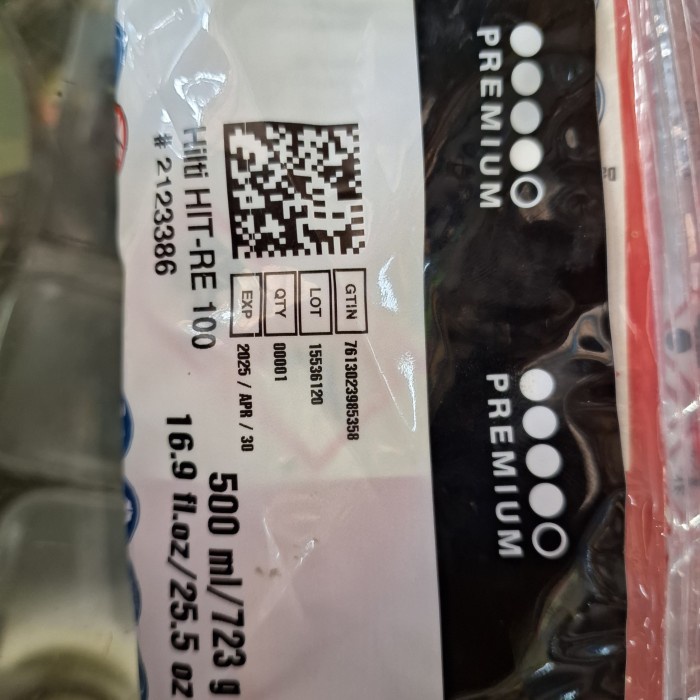 PREMIUM
PREMIUM
GTIN 7613023985358
LOT 15536120
QTY 00001
EXP 2025 / APR / 30
Hilti HIT-RE 100
# 2123386
500 ml/723 g
16.9 fl.oz/25.5 oz